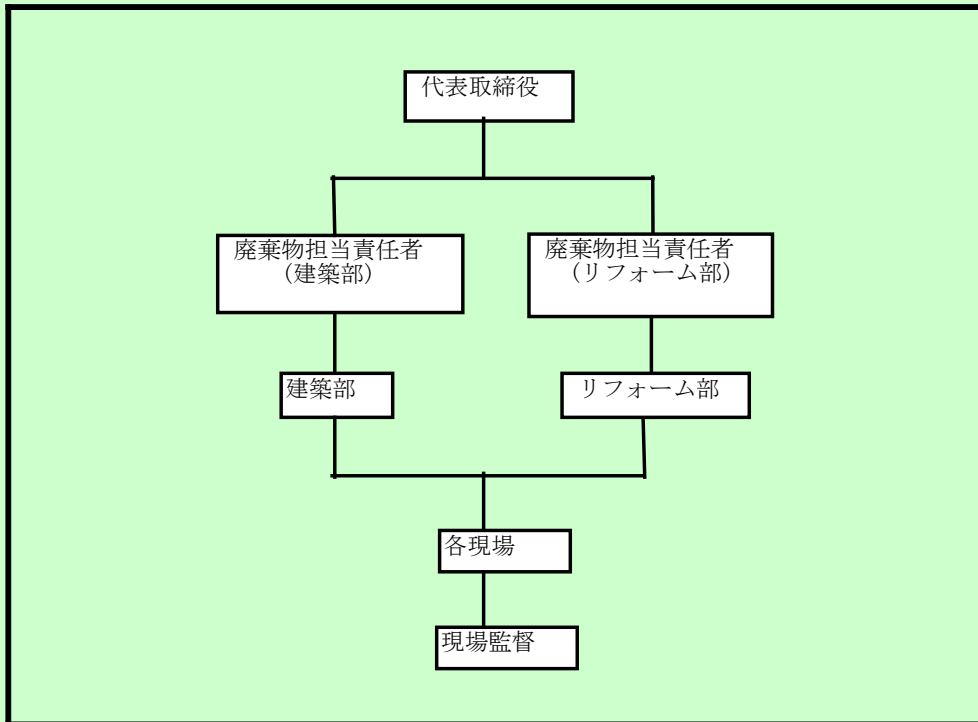 代表取締役
廃棄物担当責任者
（建築部）
廃棄物担当責任者
（リフォーム部）
建築部
リフォーム部
各現場
現場監督